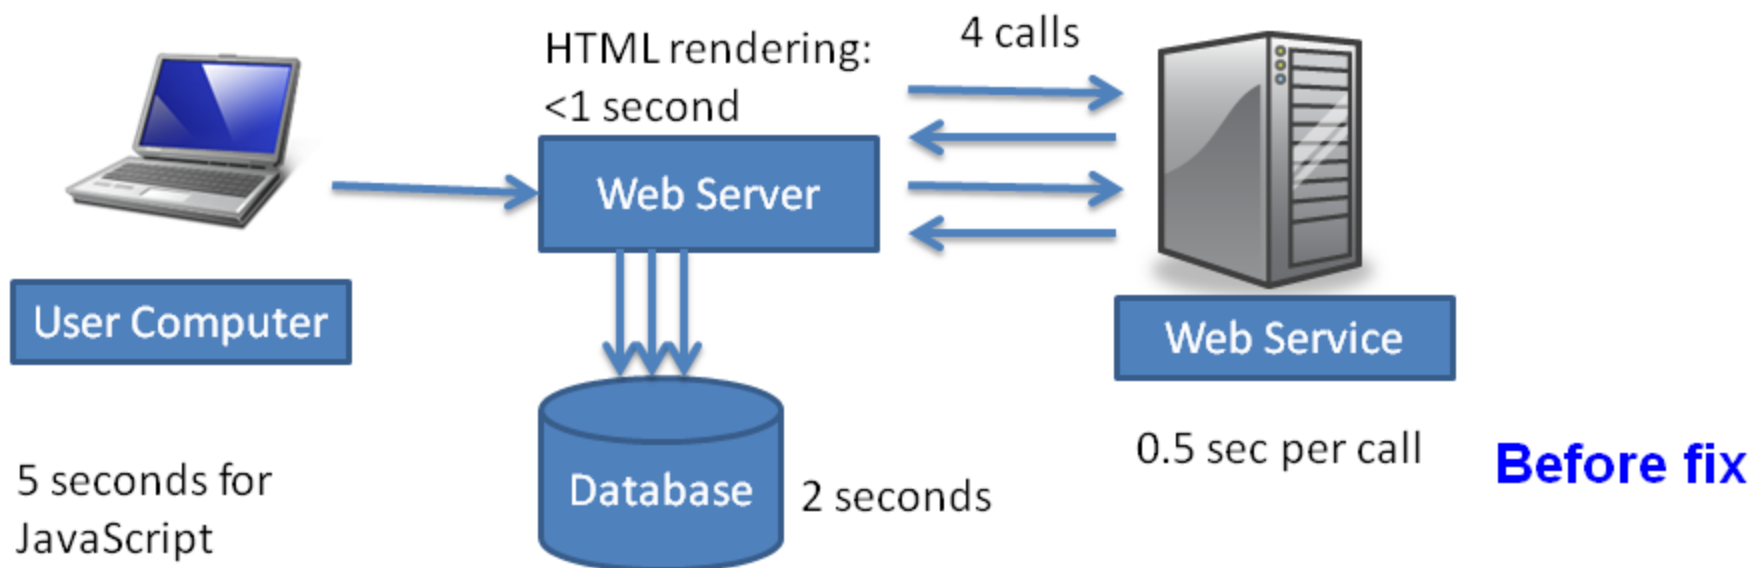 HTML rendering:
<1 second
4 calls
Web Server
User Computer
Web Service
5 seconds for
JavaScript
Database
2 seconds
0.5 sec per call
Before fix